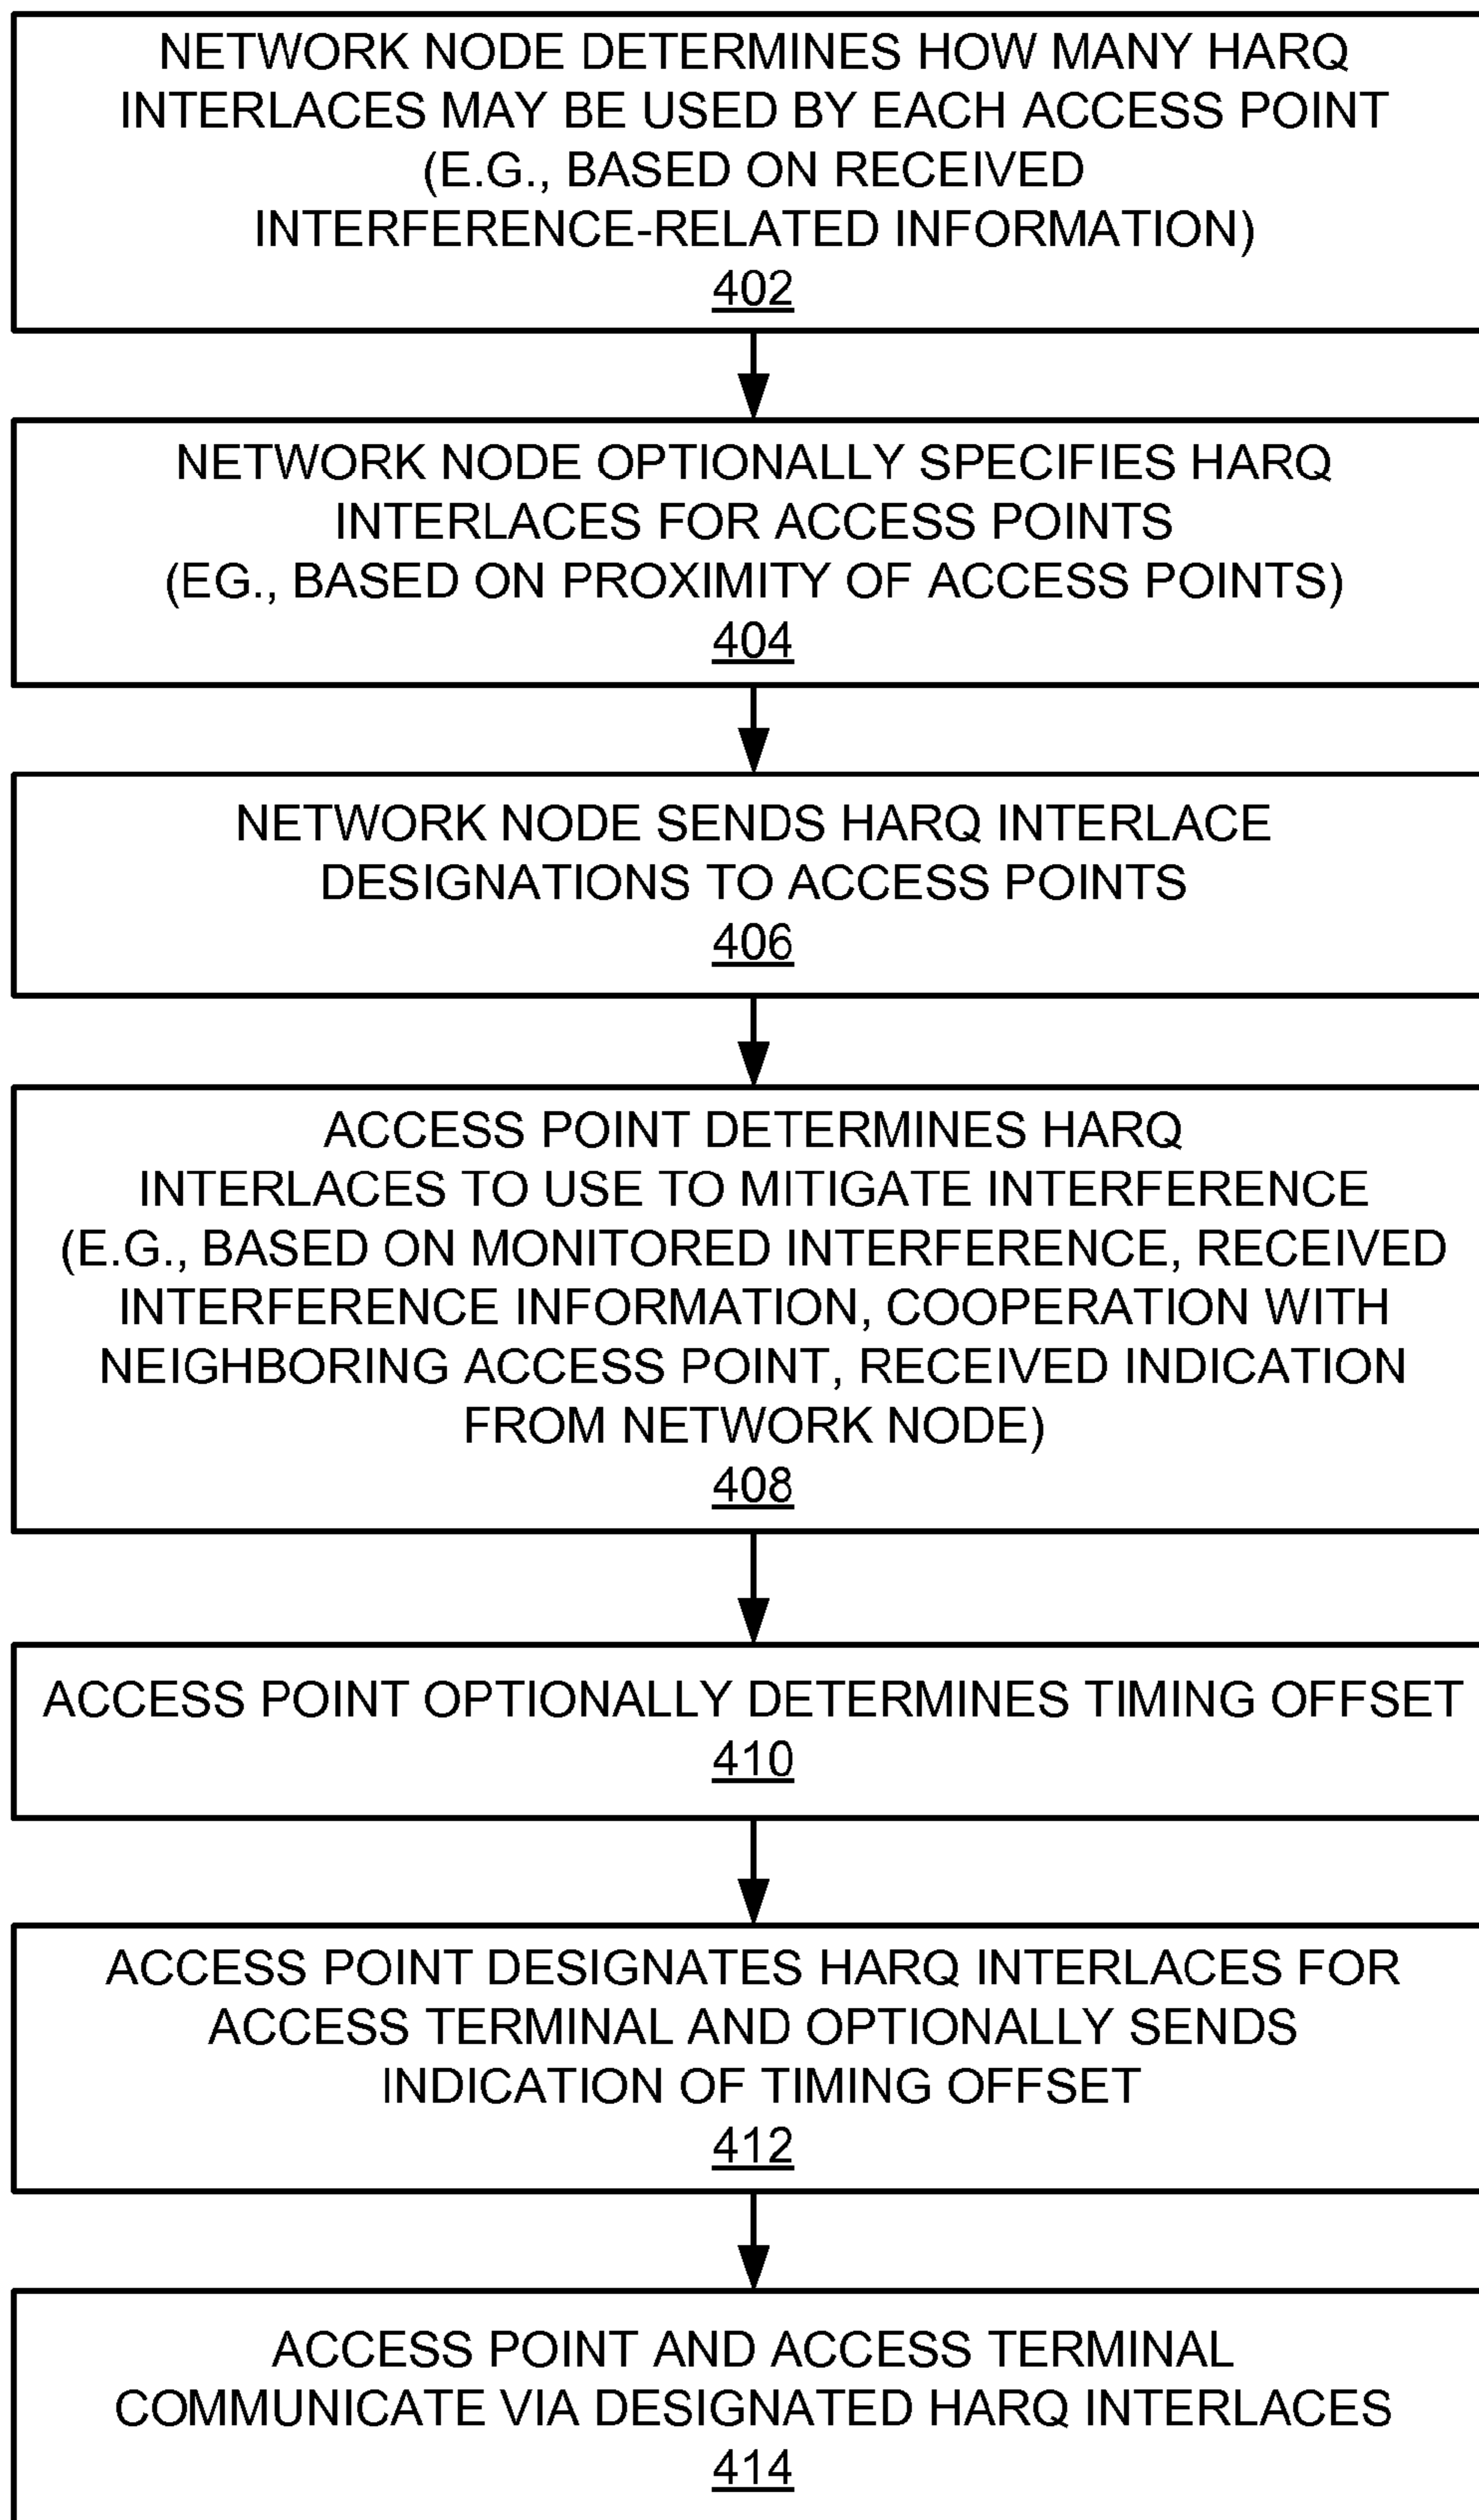 NETWORK NODE DETERMINES HOW MANY HARQ
INTERLACES MAY BE USED BY EACH ACCESS POINT
(E.G., BASED ON RECEIVED
INTERFERENCE-RELATED INFORMATION)
402
NETWORK NODE OPTIONALLY SPECIFIES HARQ
INTERLACES FOR ACCESS POINTS
(EG., BASED ON PROXIMITY OF ACCESS POINTS)
404
NETWORK NODE SENDS HARQ INTERLACE
DESIGNATIONS TO ACCESS POINTS
406
ACCESS POINT DETERMINES HARQ
INTERLACES TO USE TO MITIGATE INTERFERENCE
(E.G., BASED ON MONITORED INTERFERENCE, RECEIVED
INTERFERENCE INFORMATION, COOPERATION WITH
NEIGHBORING ACCESS POINT, RECEIVED INDICATION
FROM NETWORK NODE)
408
ACCESS POINT OPTIONALLY DETERMINES TIMING OFFSET
410
ACCESS POINT DESIGNATES HARQ INTERLACES FOR
ACCESS TERMINAL AND OPTIONALLY SENDS
INDICATION OF TIMING OFFSET
412
ACCESS POINT AND ACCESS TERMINAL
COMMUNICATE VIA DESIGNATED HARQ INTERLACES
414